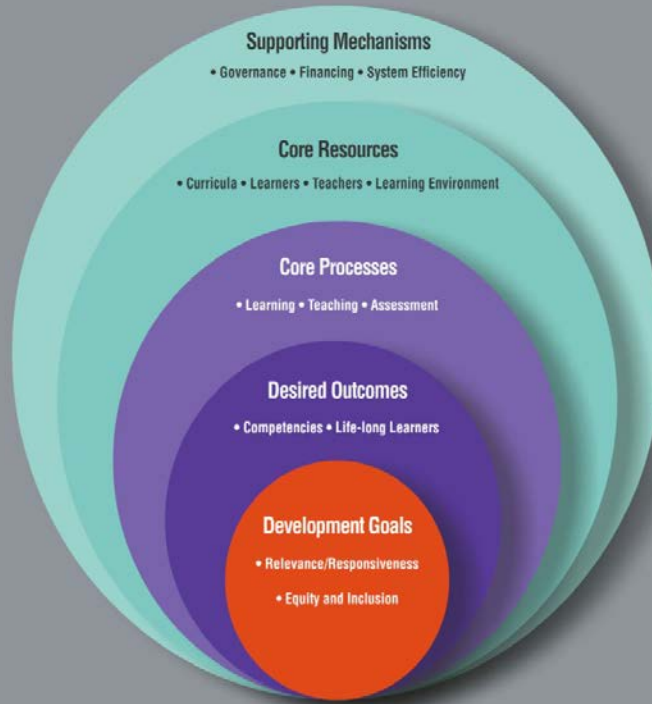 Supporting Mechanisms
• Governance • Financing • System Efficiency
Core Resources
• Curricula • Learners • Teachers • Learning Environment
Core Processes
• Learning • Teaching • Assessment
Desired Outcomes
• Competencies • Life-long Learners
Development Goals
• Relevance/Responsiveness
• Equity and Inclusion